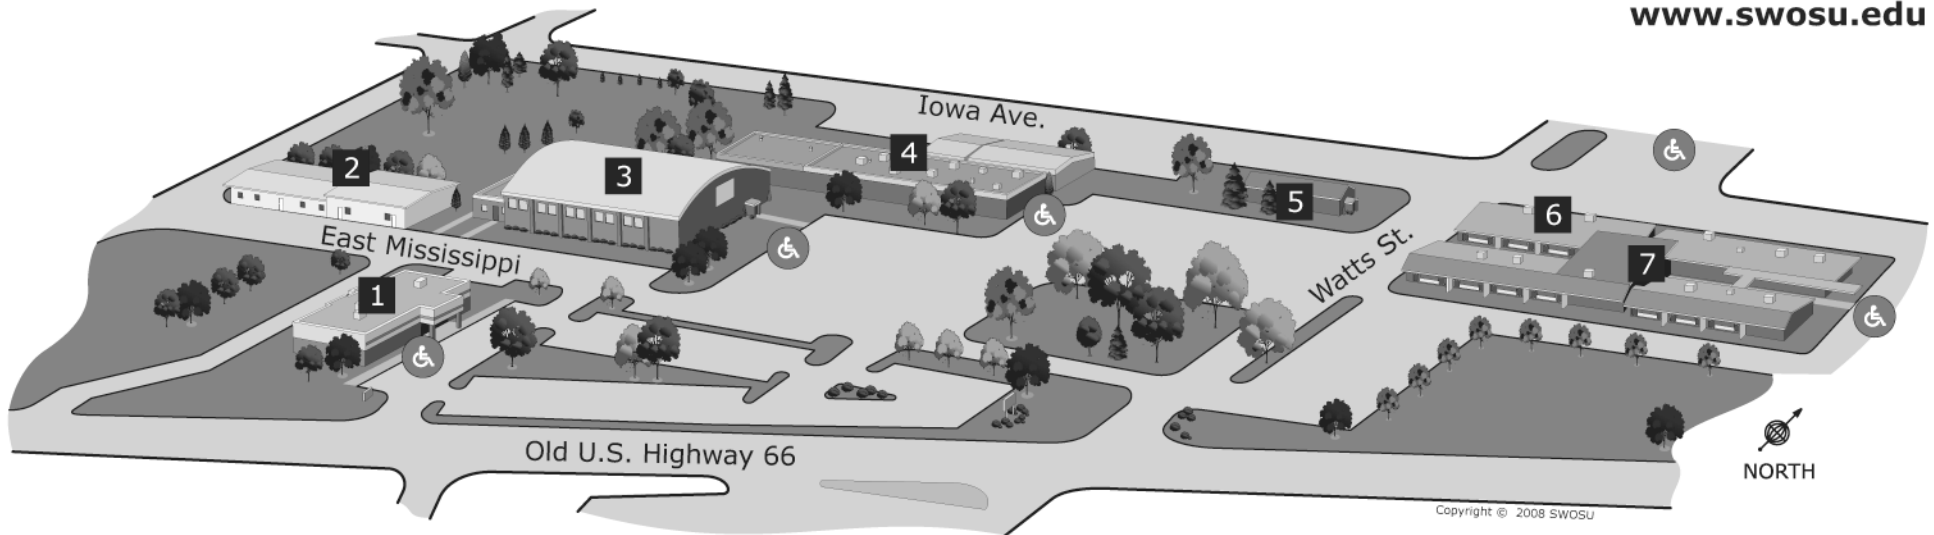 www.swosu.edu
Iowa Ave.
4
2
3
5
6
Watts St.
East Mississippi
7
1
Old U.S. Highway 66
NORTH
Copyright © 2008 SWOSU